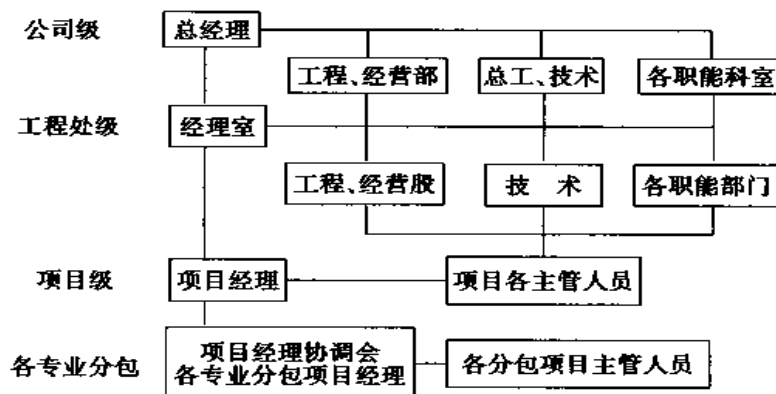 公司级
总经理
工程、经营部
总工、技术
各职能科室
工程处级
经理室
工程、经营股
技 术
各职能部门
项目级
项目经理
项目各主管人员
各专业分包
项目经理协调会
各专业分包项目经理
各分包项目主管人员